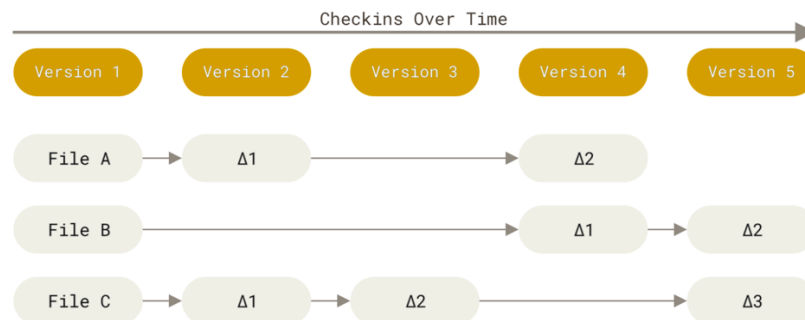 Checkins Over Time
Version 1 Version 2 Version 3 Version 4 Version 5
File A Δ1 Δ2
File B Δ1 Δ2
File C Δ1 Δ2 Δ3